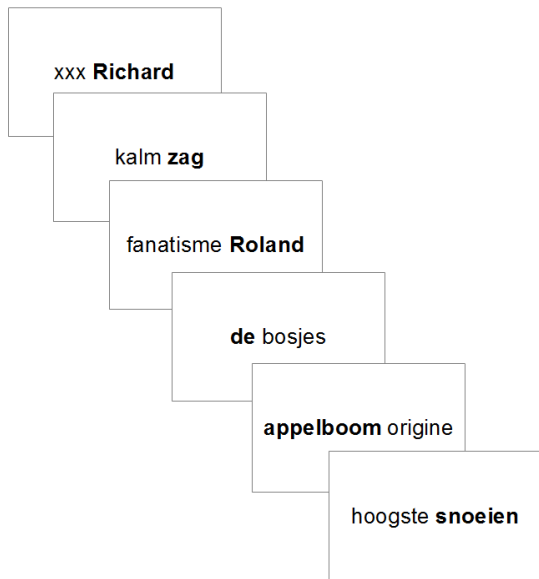 xxx Richard
kalm zag
fanatisme Roland
de bosjes
appelboom origine
hoogste snoeien